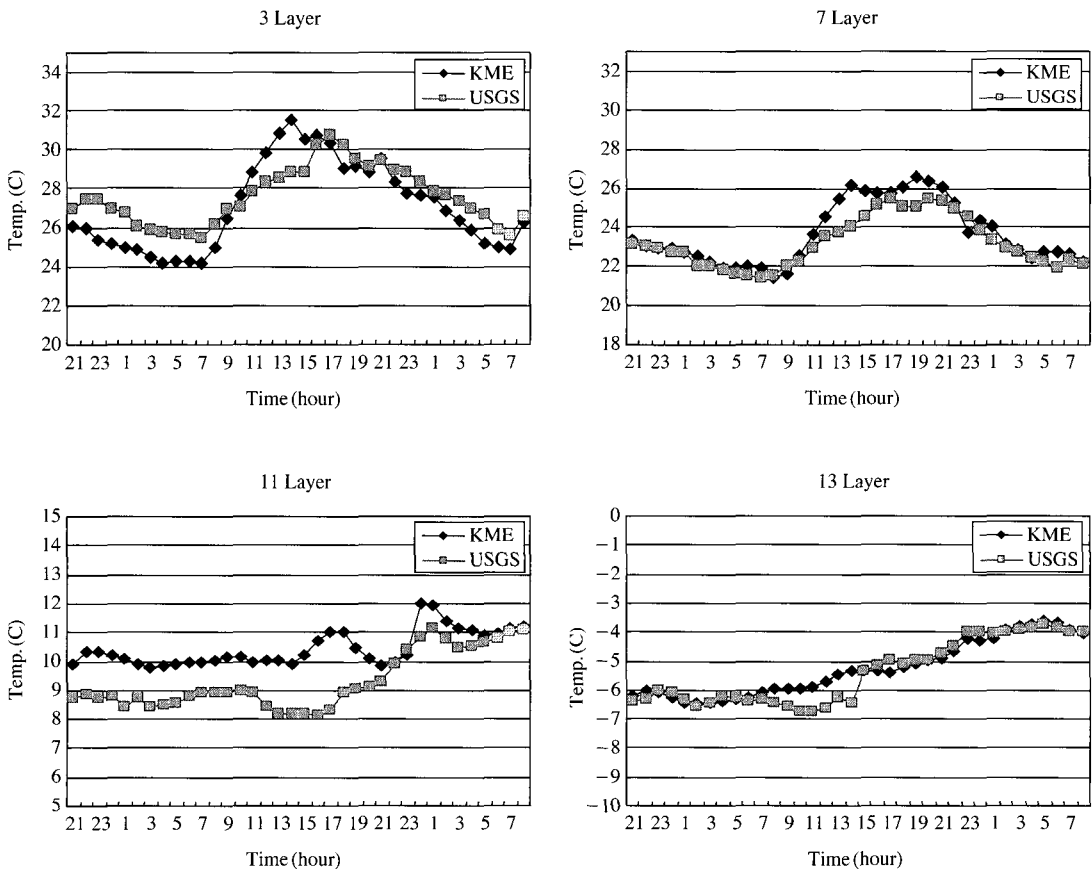 3 Layer
Temp. (C)
34
32
30
28
26
24
22
20
KME
USGS
21 23 1 3 5 7 9 11 13 15 17 19 21 23 1 3 5 7
Time (hour)
7 Layer
Temp. (C)
32
30
28
26
24
22
20
18
KME
USGS
21 23 1 3 5 7 9 11 13 15 17 19 21 23 1 3 5 7
Time (hour)
11 Layer
Temp. (C)
15
14
13
12
11
10
9
8
7
6
5
KME
USGS
21 23 1 3 5 7 9 11 13 15 17 19 21 23 1 3 5 7
Time (hour)
13 Layer
Temp. (C)
0
−1
−2
−3
−4
−5
−6
−7
−8
−9
−10
KME
USGS
21 23 1 3 5 7 9 11 13 15 17 19 21 23 1 3 5 7
Time (hour)